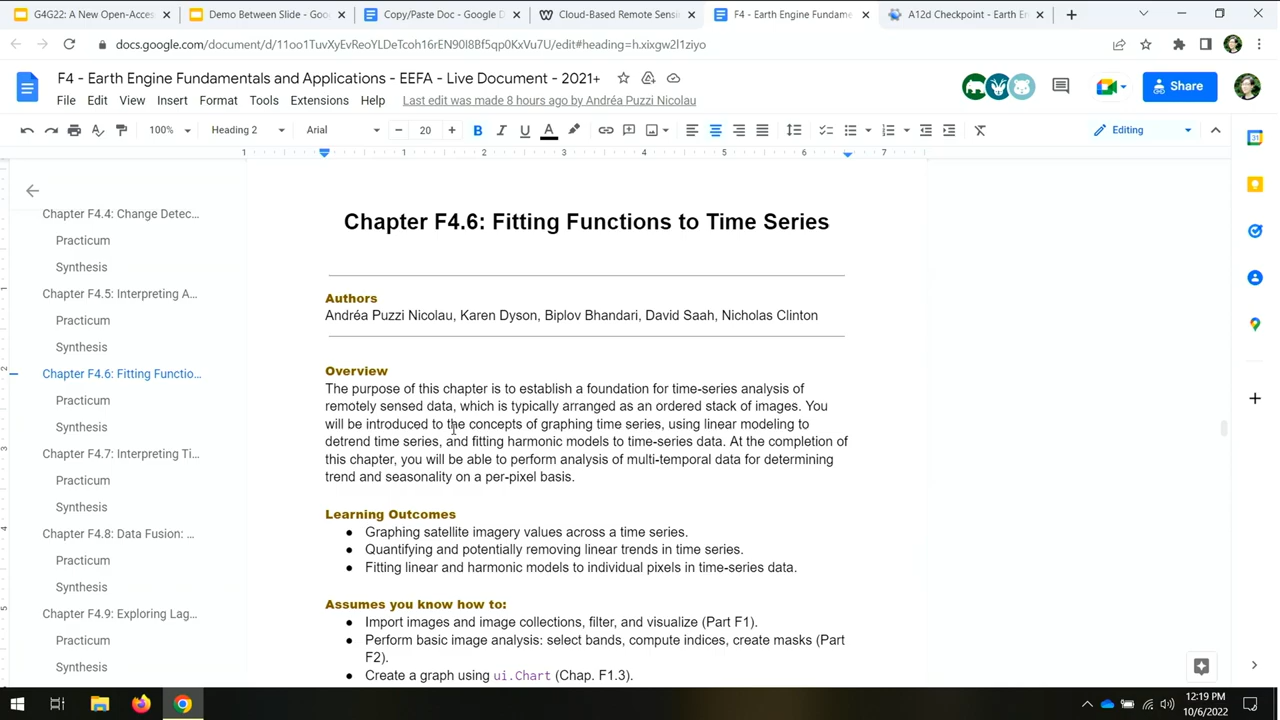 G4G22: A New Open-Acces
Demo Between Slide - Goo
Copy/Paste Doc - Google D
Cloud-Based Remote Sensi
F4 - Earth Engine Fundame
A12d Checkpoint - Earth En
docs.google.com/document/d/11oo1TuvXyEvReoYLDeTcoh16rEN90I8Bf5qp0KxYu7U/edit#heading=h.xixgw2l1ziyo
F4 - Earth Engine Fundamentals and Applications - EEFA - Live Document - 2021+
Share
File Edit View Insert Format Tools Extensions Help Last edit was made 8 hours ago by Andréa Puzzi Nicolau
100% Heading 2 Arial 20 B I U A Editing
1 1 2 3 4 5 6 7
Chapter F4.4: Change Detec...
Practicum
Synthesis
Chapter F4.5: Interpreting A...
Practicum
Synthesis
Chapter F4.6: Fitting Functio...
Practicum
Synthesis
Chapter F4.7: Interpreting Ti...
Practicum
Synthesis
Chapter F4.8: Data Fusion: ...
Practicum
Synthesis
Chapter F4.9: Exploring Lag...
Practicum
Synthesis
Chapter F4.6: Fitting Functions to Time Series
Authors
Andréa Puzzi Nicolau, Karen Dyson, Biplov Bhandari, David Saah, Nicholas Clinton
Overview
The purpose of this chapter is to establish a foundation for time-series analysis of
remotely sensed data, which is typically arranged as an ordered stack of images. You
will be introduced to the concepts of graphing time series, using linear modeling to
detrend time series, and fitting harmonic models to time-series data. At the completion of
this chapter, you will be able to perform analysis of multi-temporal data for determining
trend and seasonality on a per-pixel basis.
Learning Outcomes
● Graphing satellite imagery values across a time series.
● Quantifying and potentially removing linear trends in time series.
● Fitting linear and harmonic models to individual pixels in time-series data.
Assumes you know how to:
● Import images and image collections, filter, and visualize (Part F1).
● Perform basic image analysis: select bands, compute indices, create masks (Part
F2).
● Create a graph using ui.Chart (Chap. F1.3).
12:19 PM
10/6/2022